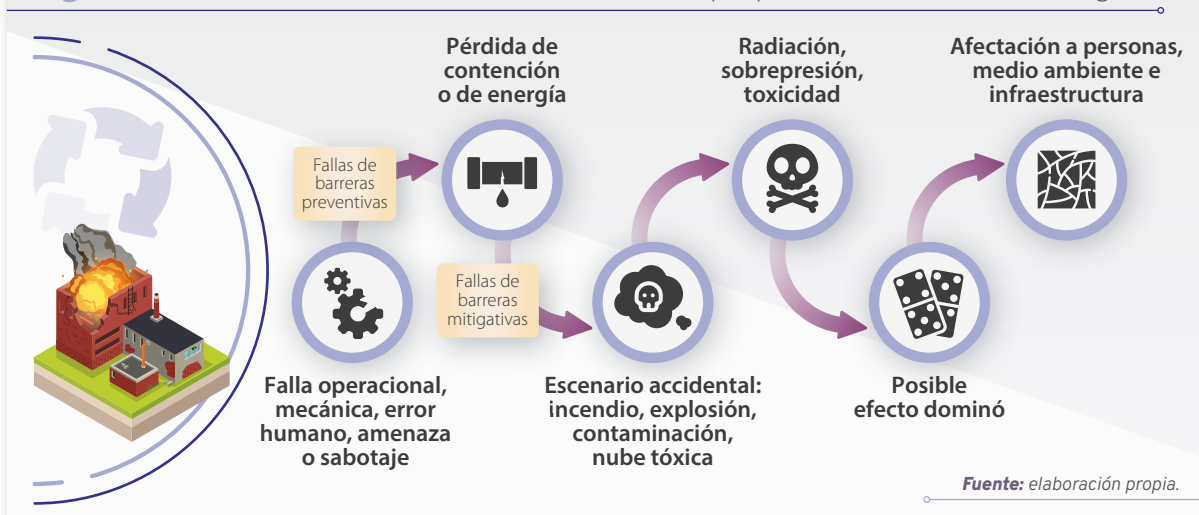 Pérdida de
contención
o de energía
Radiación,
sobrepresión,
toxicidad
Afectación a personas,
medio ambiente e
infraestructura
Fallas de
barreras
preventivas
Fallas de
barreras
mitigativas
Falla operacional,
mecánica, error
humano, amenaza
o sabotaje
Escenario accidental:
incendio, explosión,
contaminación,
nube tóxica
Posible
efecto dominó
Fuente: elaboración propia.